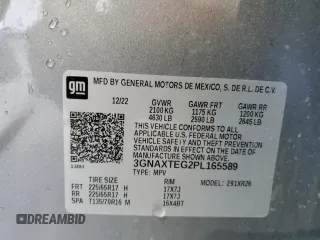 gm
MFD BY GENERAL MOTORS DE MEXICO, S. DE R.L. DE C.V.
12/22 GVWR GAWR FRT GAWR RR
2100 KG 1175 KG 1200 KG
4630 LB 2590 LB 2645 LB
THIS VEHICLE CONFORMS TO ALL
APPLICABLE U.S. FEDERAL MOTOR
VEHICLE SAFETY AND THEFT PREVENTION
STANDARDS IN EFFECT ON THE DATE OF
MANUFACTURE SHOWN ABOVE.
3GNAXTEG2PL165589
TYPE: MPV MODEL: 291XR26
TIRE SIZE RIM
FRT 225/65R17 H 17X7J
RR 225/65R17 H 17X7J
SPA T135/70R16 M 16X4BT
AUTOBIDMASTER